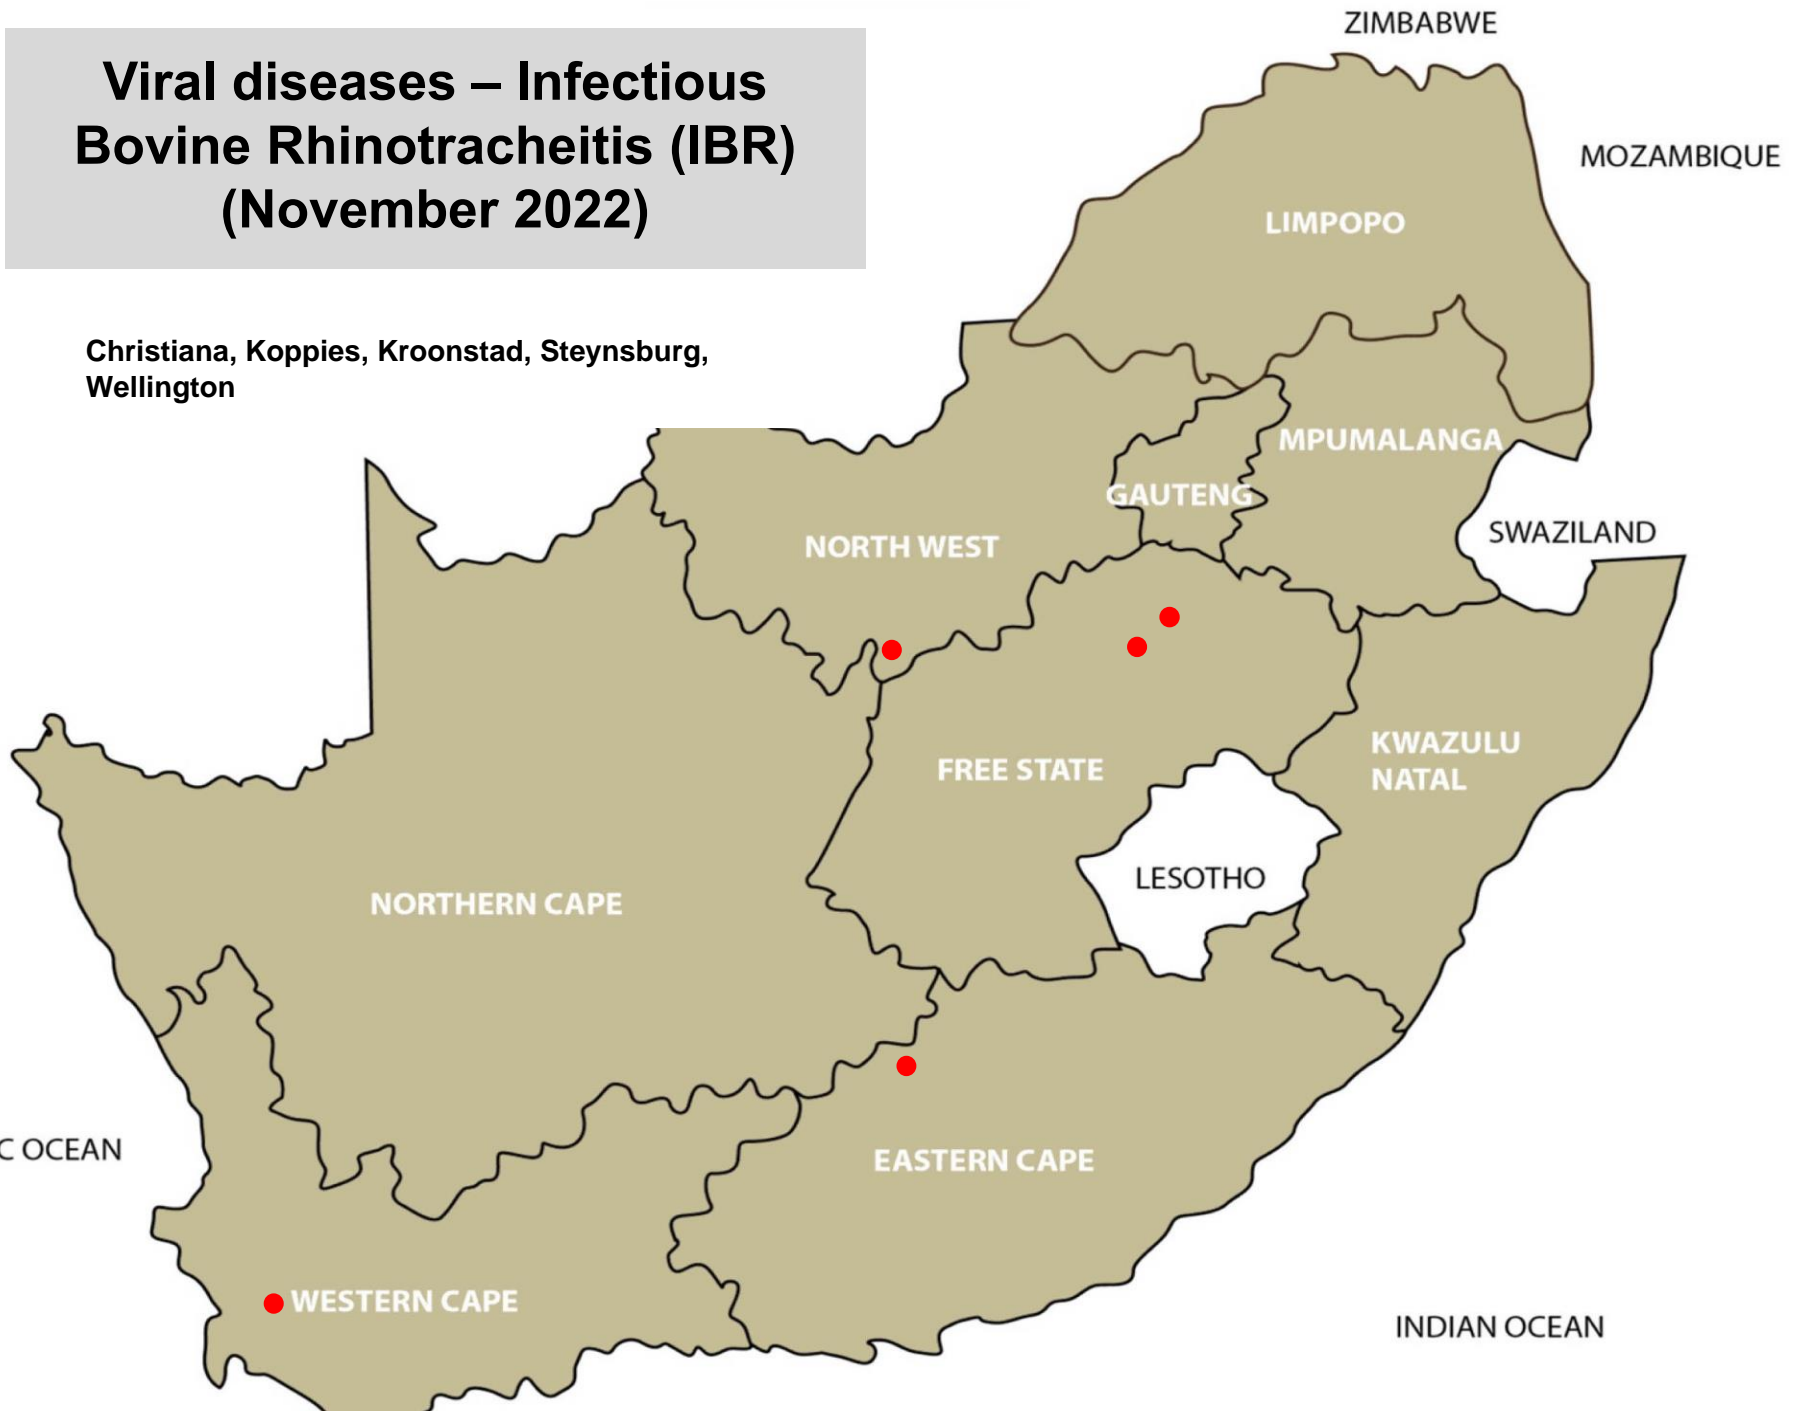 ZIMBABWE
Viral diseases – Infectious
Bovine Rhinotracheitis (IBR)
(November 2022)
MOZAMBIQUE
LIMPOPO
Christiana, Koppies, Kroonstad, Steynsburg,
Wellington
MPUMALANGA
GAUTENG
SWAZILAND
NORTH WEST
KWAZULU
NATAL
FREE STATE
LESOTHO
NORTHERN CAPE
C OCEAN
EASTERN CAPE
WESTERN CAPE
INDIAN OCEAN